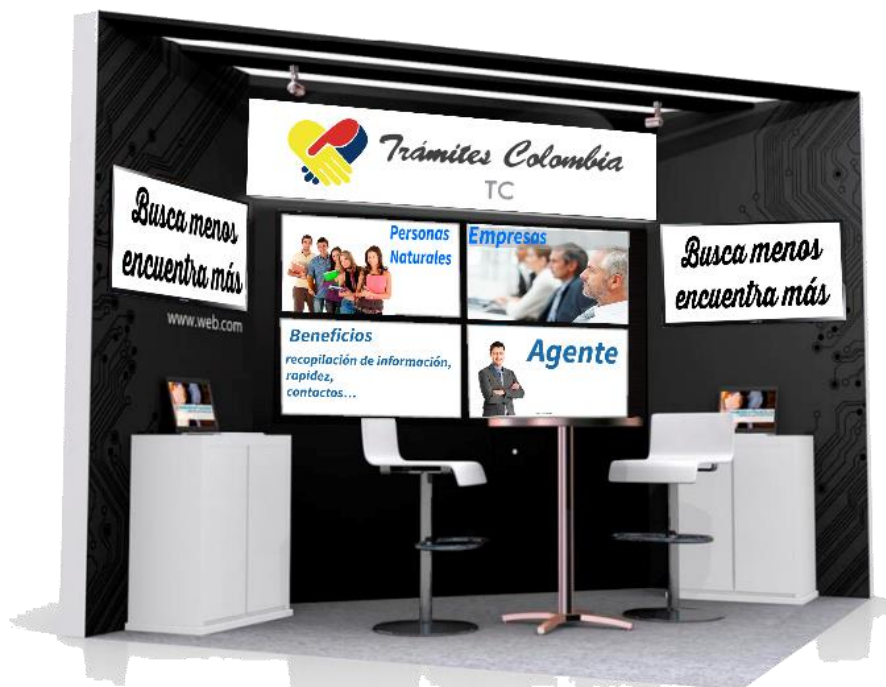 Trámites Colombia
TC
Busca menos
encuentra más
www.web.com
Personas
Naturales
Empresas
Beneficios
recopilación de información,
rapidez,
contactos...
Agente
Busca menos
encuentra más